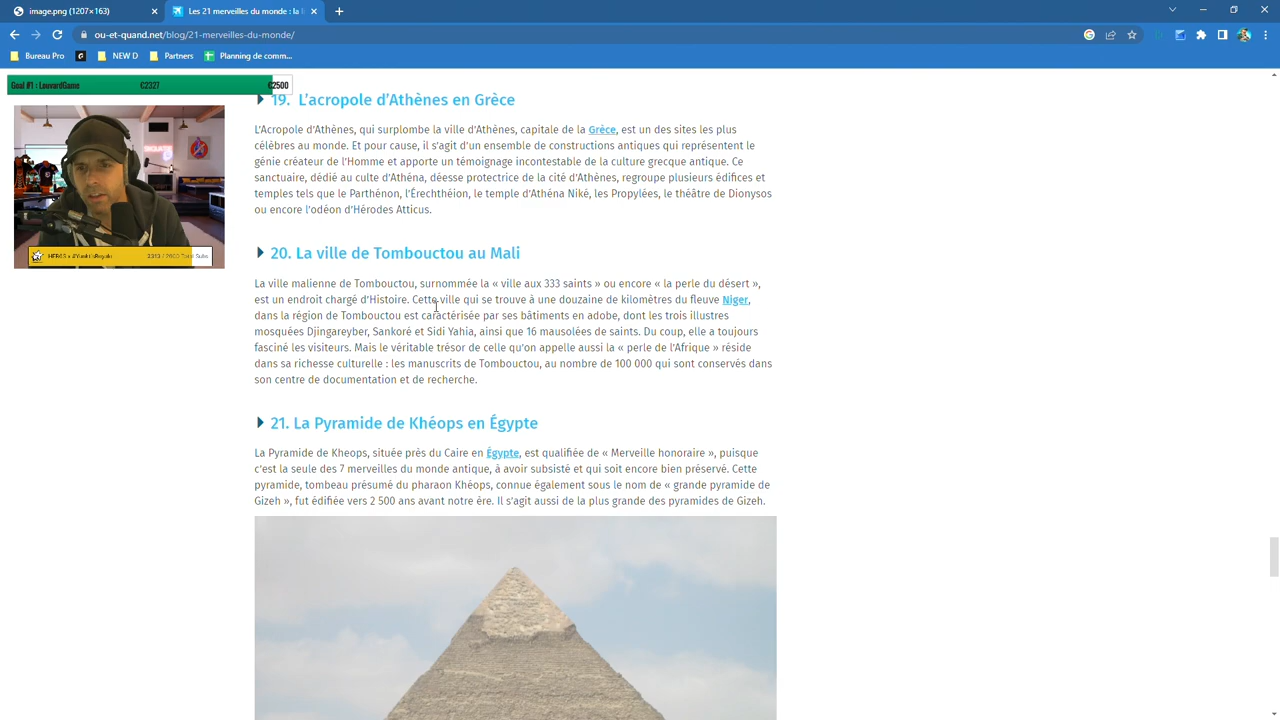 image.png (1207×163)
Les 21 merveilles du monde : la li
ou-et-quand.net/blog/21-merveilles-du-monde/
Bureau Pro
NEW D
Partners
Planning de comm...
Goal #1 : LauvardGame €2327 €2500
19. L'acropole d'Athènes en Grèce
L'Acropole d'Athènes, qui surplombe la ville d'Athènes, capitale de la Grèce, est un des sites les plus
célèbres au monde. Et pour cause, il s'agit d'un ensemble de constructions antiques qui représentent le
génie créateur de l'Homme et apporte un témoignage incontestable de la culture grecque antique. Ce
sanctuaire, dédié au culte d'Athéna, déesse protectrice de la cité d'Athènes, regroupe plusieurs édifices et
temples tels que le Parthénon, l'Érechthéion, le temple d'Athéna Niké, les Propylées, le théâtre de Dionysos
ou encore l'odéon d'Hérodes Atticus.
20. La ville de Tombouctou au Mali
La ville malienne de Tombouctou, surnommée la « ville aux 333 saints » ou encore « la perle du désert »,
est un endroit chargé d'Histoire. Cette ville qui se trouve à une douzaine de kilomètres du fleuve Niger,
dans la région de Tombouctou est caractérisée par ses bâtiments en adobe, dont les trois illustres
mosquées Djingareyber, Sankoré et Sidi Yahia, ainsi que 16 mausolées de saints. Du coup, elle a toujours
fasciné les visiteurs. Mais le véritable trésor de celle qu'on appelle aussi la « perle de l'Afrique » réside
dans sa richesse culturelle : les manuscrits de Tombouctou, au nombre de 100 000 qui sont conservés dans
son centre de documentation et de recherche.
21. La Pyramide de Khéops en Égypte
La Pyramide de Kheops, située près du Caire en Égypte, est qualifiée de « Merveille honoraire », puisque
c'est la seule des 7 merveilles du monde antique, à avoir subsisté et qui soit encore bien préservé. Cette
pyramide, tombeau présumé du pharaon Khéops, connue également sous le nom de « grande pyramide de
Gizeh », fut édifiée vers 2 500 ans avant notre ère. Il s'agit aussi de la plus grande des pyramides de Gizeh.